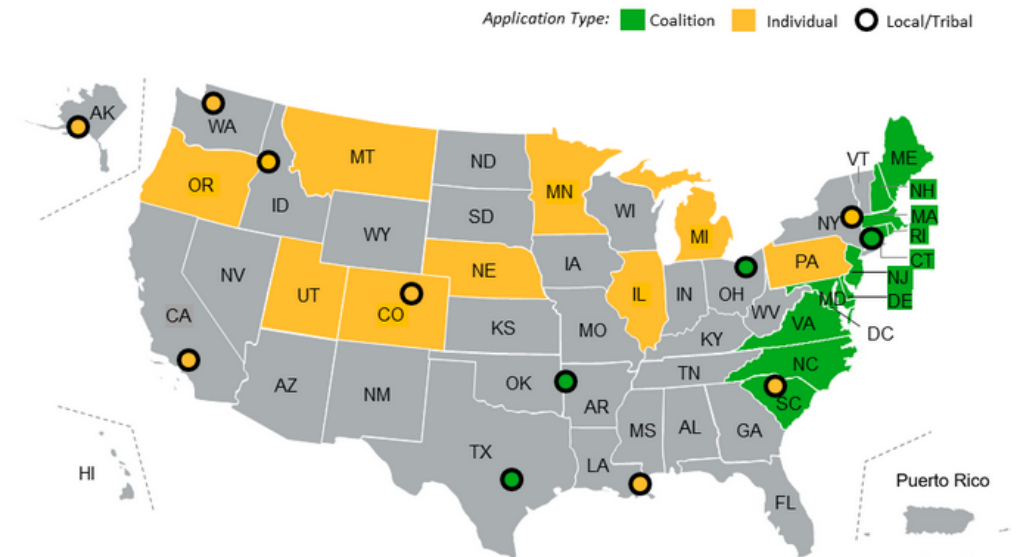 Application Type: Coalition Individual Local/Tribal
AK
WA
MT
ND
MN
VT
ME
OR
ID
SD
WI
NH
NY
MA
RI
WY
MI
CT
IA
NE
PA
NV
UT
IL
IN
OH
NJ
MD
DE
CO
WV
CA
KS
MO
VA
DC
KY
NC
AZ
NM
OK
TN
AR
SC
MS
AL
GA
TX
LA
HI
Puerto Rico
FL